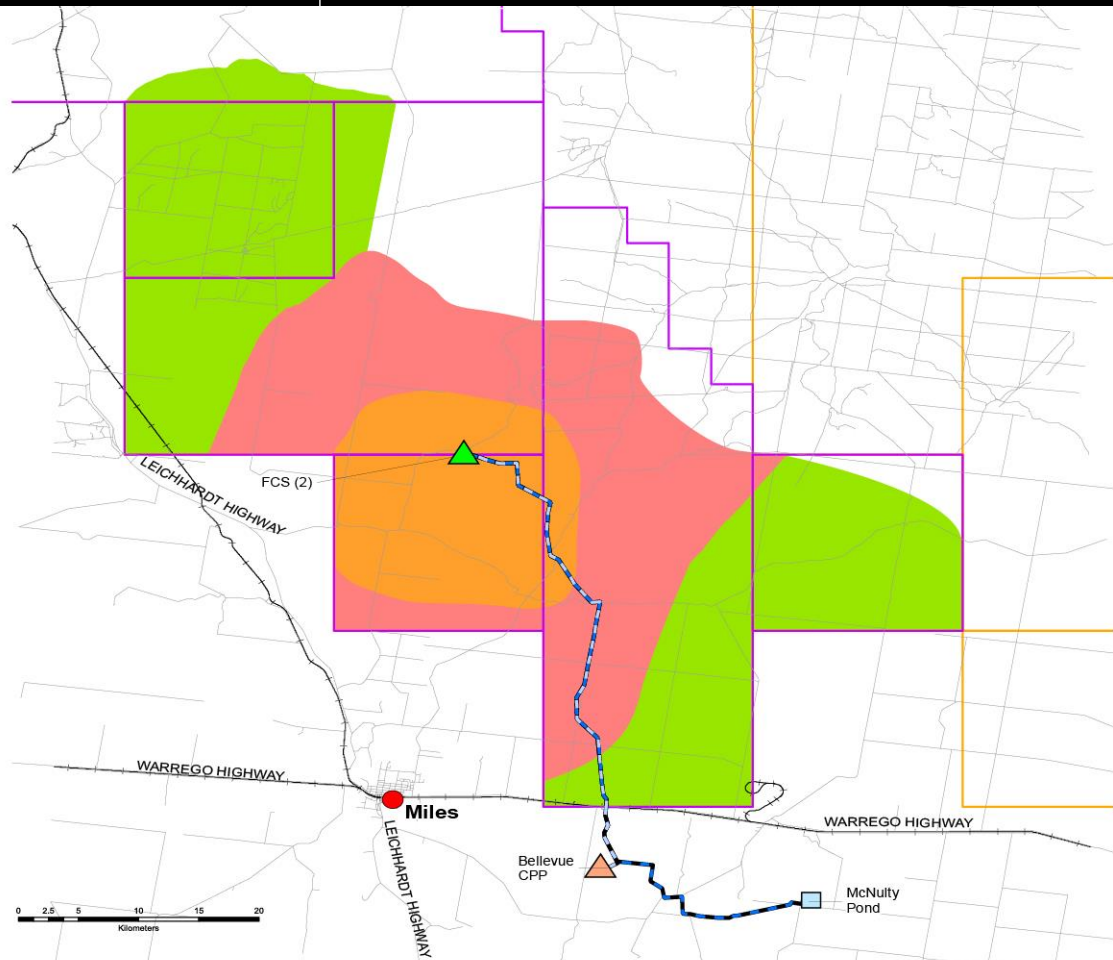 LEICHHARDT HIGHWAY
FCS (2)
WARREGO HIGHWAY
Miles
WARREGO HIGHWAY
LEICHHARDT HIGHWAY
Bellevue
CPP
McNulty
Pond
0 2.5 5 10 15 20
Kilometers